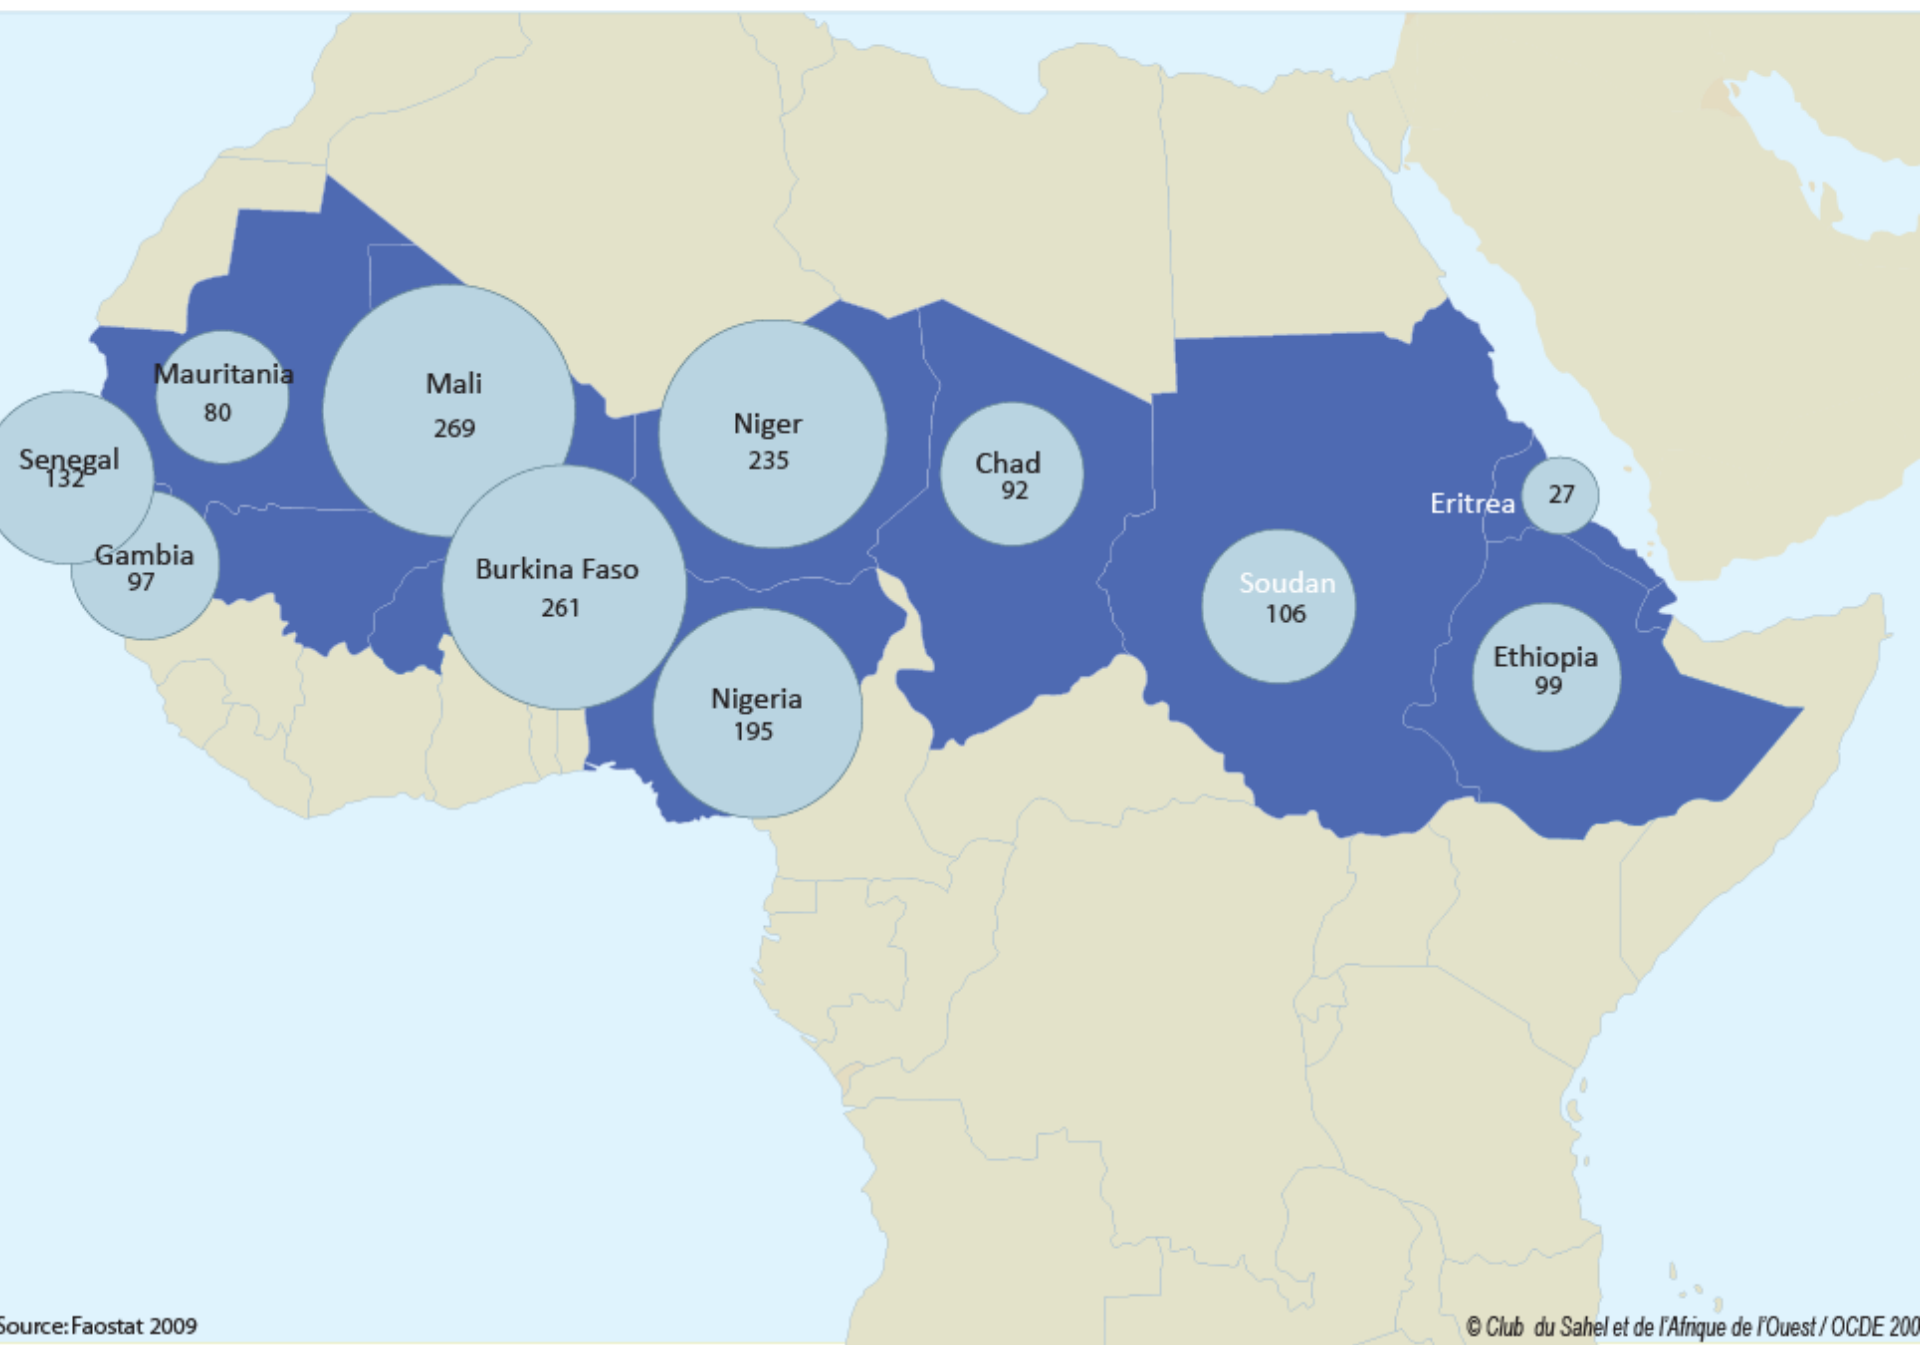 Mauritania
80
Mali
269
Niger
235
Chad
92
Senegal
132
Eritrea
27
Gambia
97
Burkina Faso
261
Soudan
106
Nigeria
195
Ethiopia
99
Source: Faostat 2009
© Club du Sahel et de l'Afrique de l'Ouest / OCDE 200